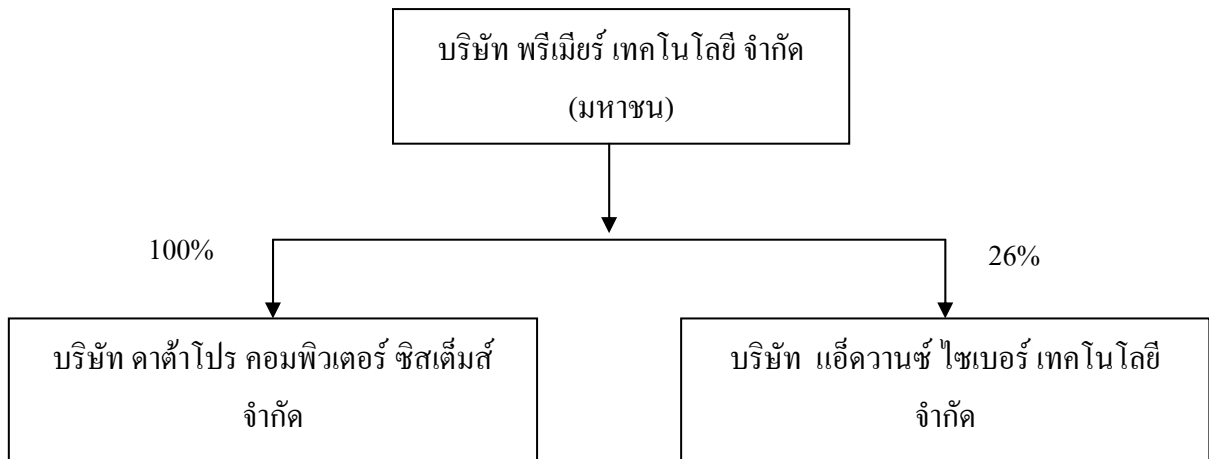 บริษัท พรีเมียร์ เทคโนโลยี จำกัด
(มหาชน)
100%
26%
บริษัท ดาต้าโปร คอมพิวเตอร์ ซิสเต็มส์
จำกัด
บริษัท แอ็ดวานซ์ ไซเบอร์ เทคโนโลยี
จำกัด